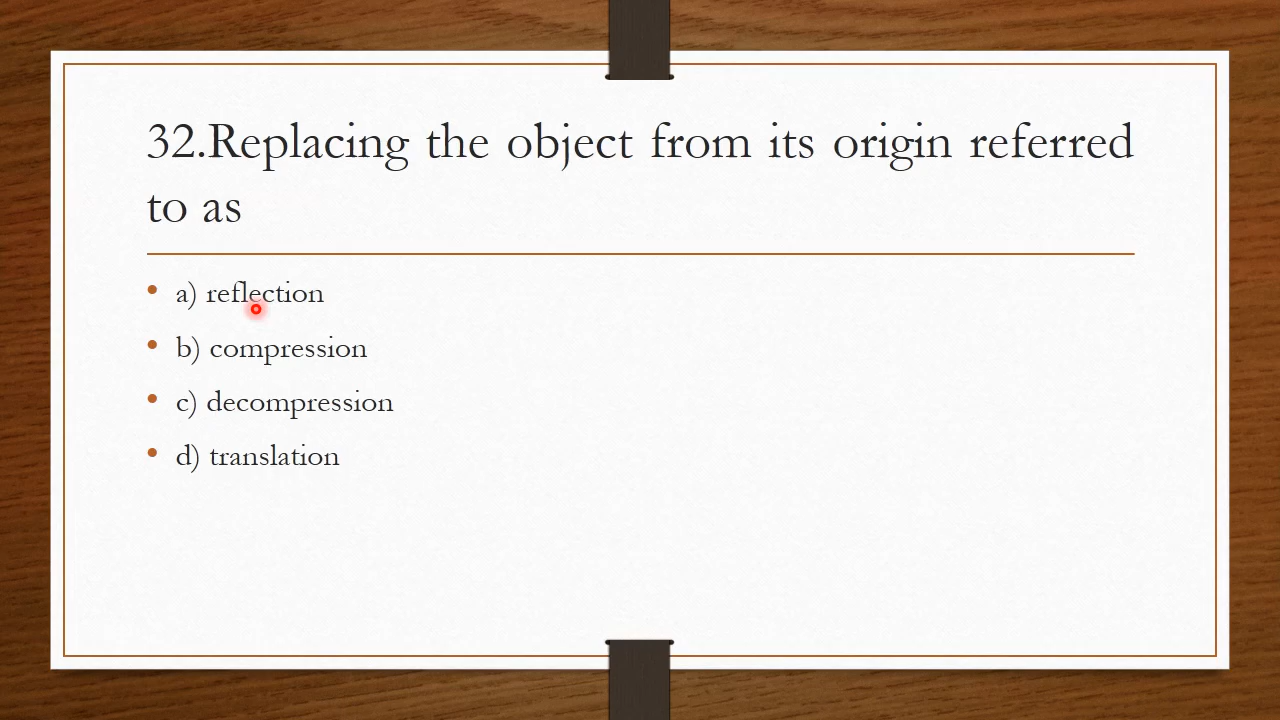 32.Replacing the object from its origin referred
to as
a) reflection
b) compression
c) decompression
d) translation